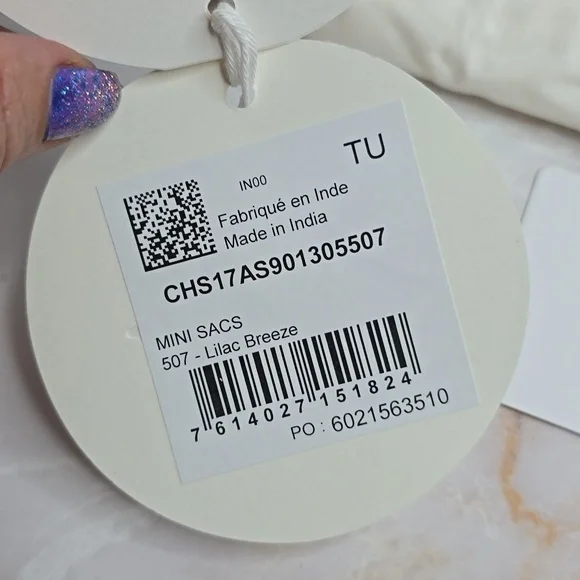 TU
IN00
Fabriqué en Inde
Made in India
CHS17AS901305507
MINI SACS
507 - Lilac Breeze
7 614027 151824
PO : 6021563510